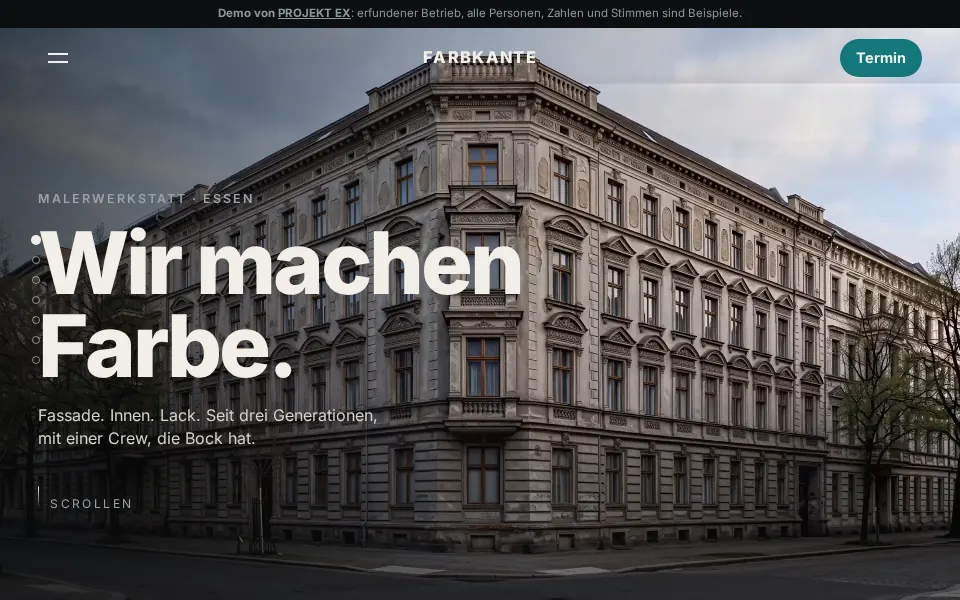 Demo von PROJEKT EX: erfundener Betrieb, alle Personen, Zahlen und Stimmen sind Beispiele.
FARBKANTE
Termin
MALERWERKSTATT · ESSEN
Wir machen
Farbe.
Fassade. Innen. Lack. Seit drei Generationen,
mit einer Crew, die Bock hat.
SCROLLEN